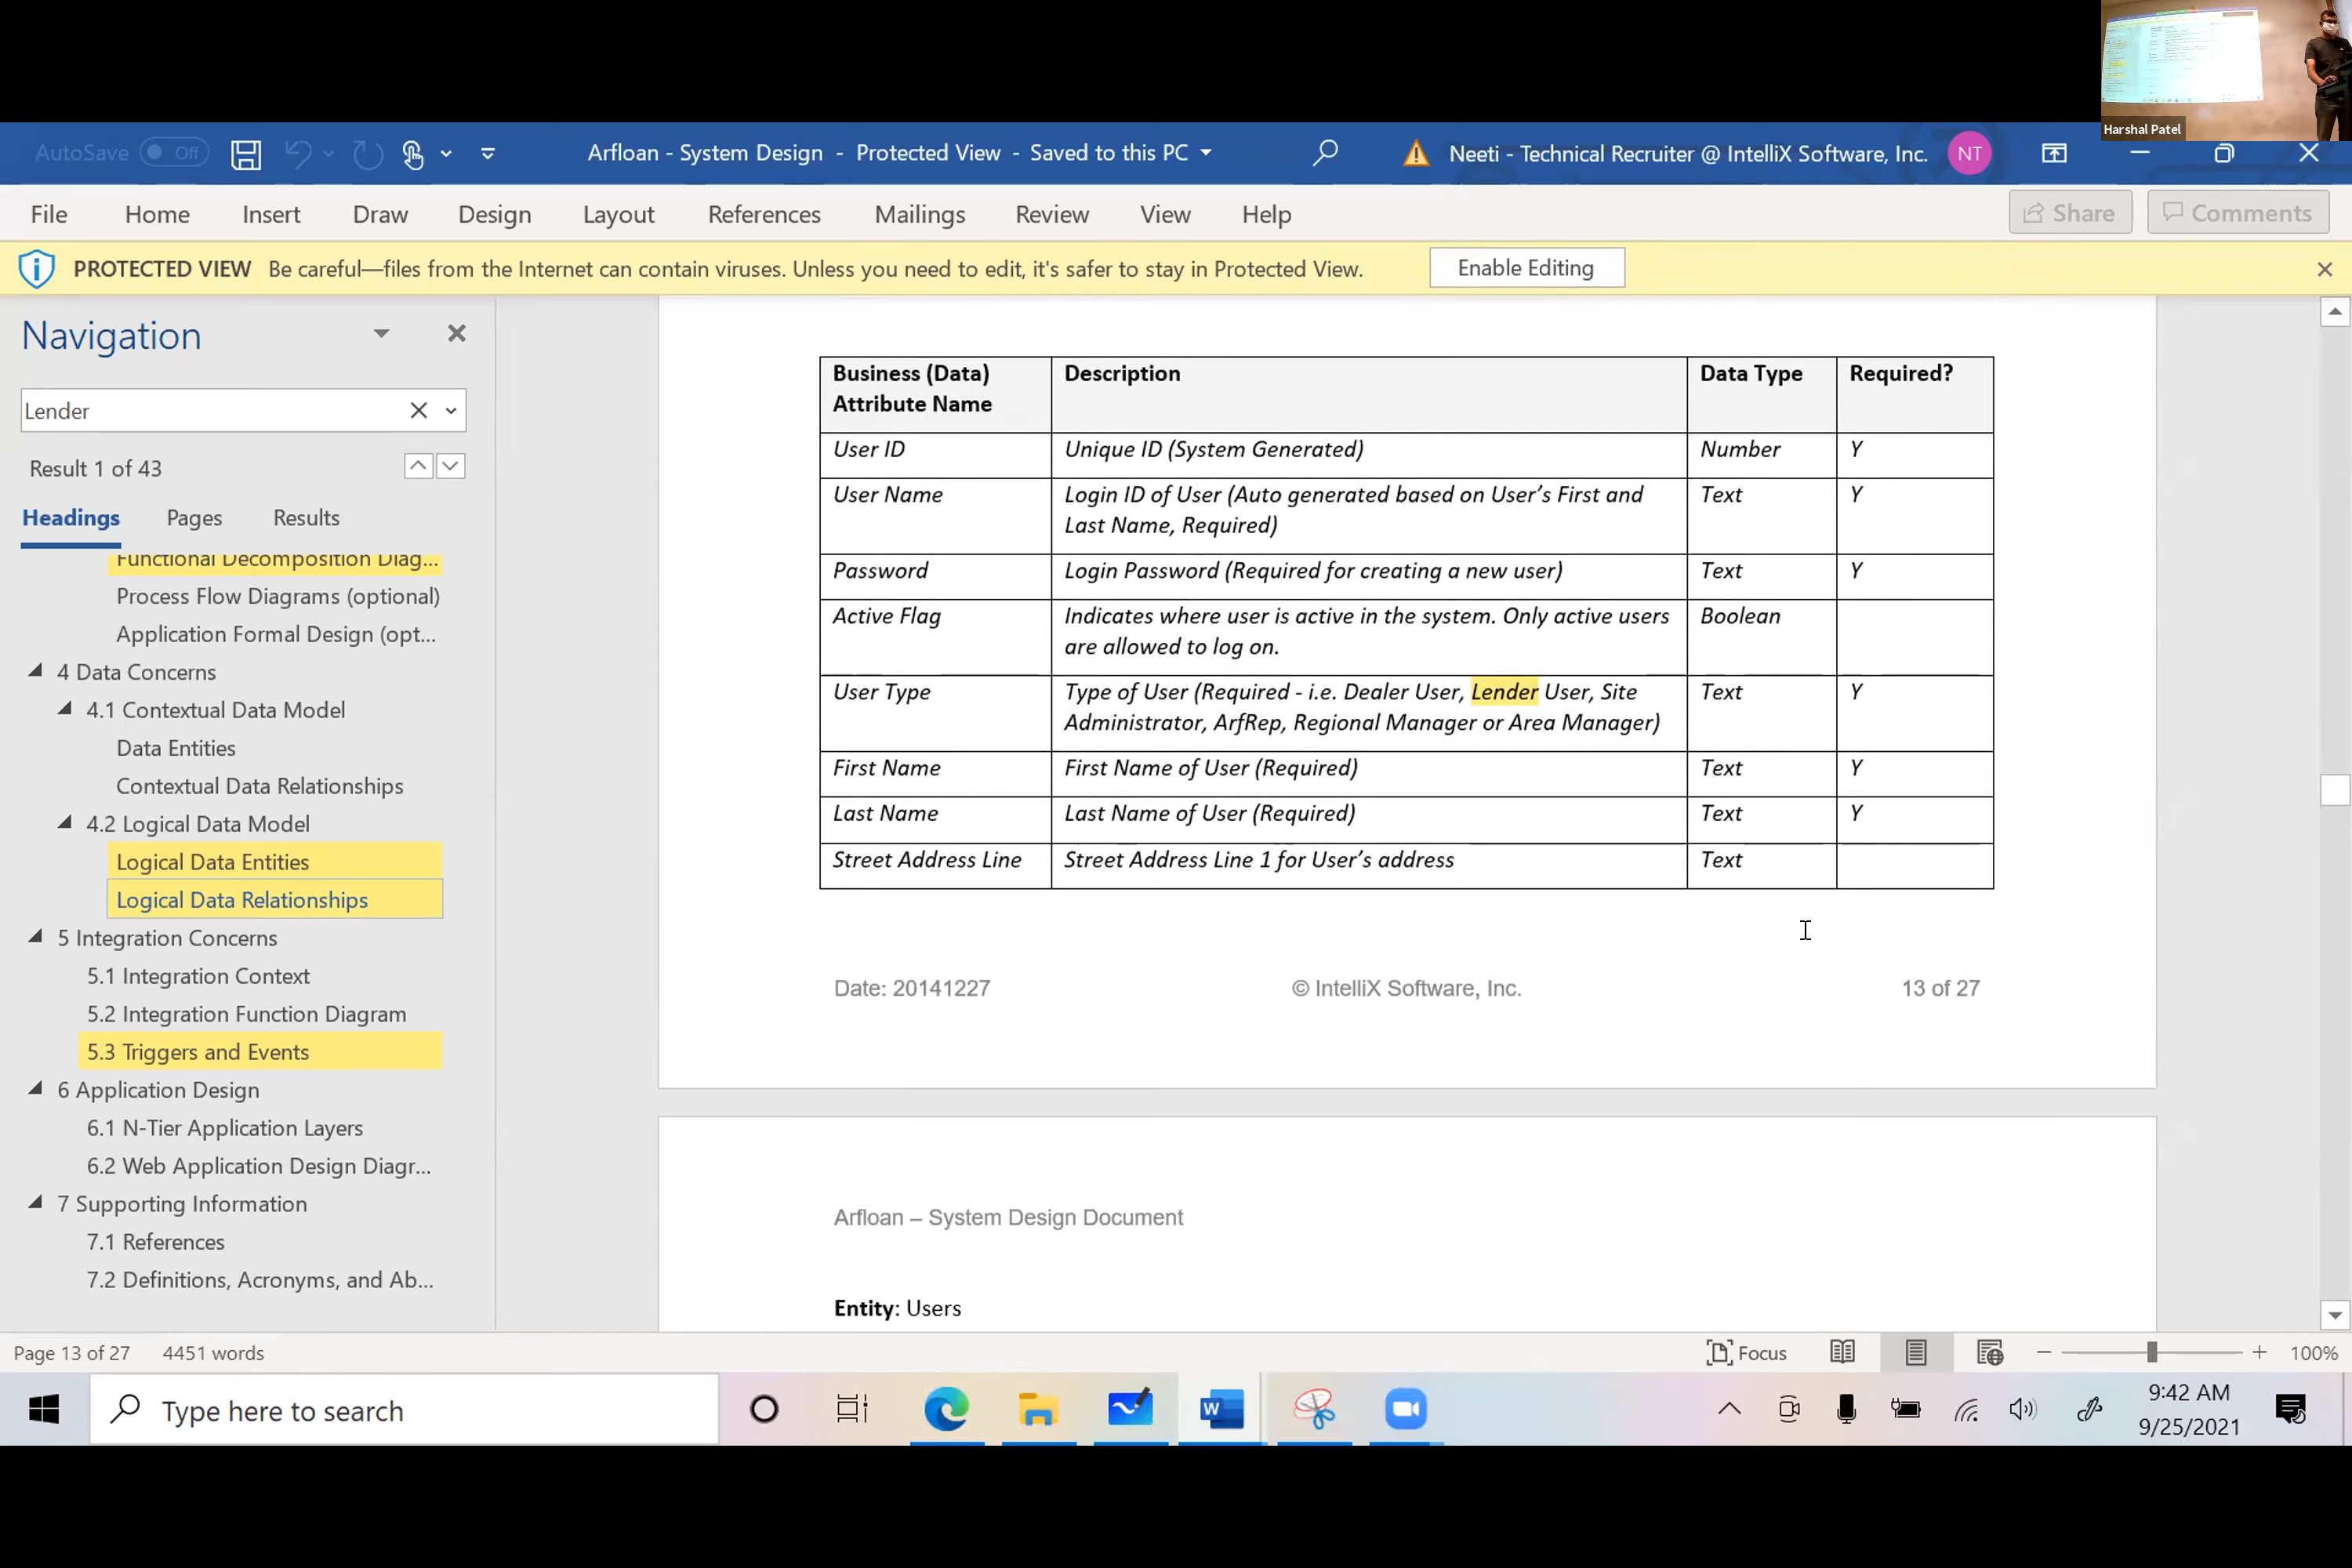 Harshal Patel
AutoSave Off
Arfloan - System Design - Protected View - Saved to this PC
Neeti - Technical Recruiter @ IntelliX Software, Inc. NT
File Home Insert Draw Design Layout References Mailings Review View Help Share Comments
PROTECTED VIEW Be careful—files from the Internet can contain viruses. Unless you need to edit, it's safer to stay in Protected View. Enable Editing
Navigation
Lender
Result 1 of 43
Headings Pages Results
Functional Decomposition Diag...
Process Flow Diagrams (optional)
Application Formal Design (opt...
4 Data Concerns
4.1 Contextual Data Model
Data Entities
Contextual Data Relationships
4.2 Logical Data Model
Logical Data Entities
Logical Data Relationships
5 Integration Concerns
5.1 Integration Context
5.2 Integration Function Diagram
5.3 Triggers and Events
6 Application Design
6.1 N-Tier Application Layers
6.2 Web Application Design Diagr...
7 Supporting Information
7.1 References
7.2 Definitions, Acronyms, and Ab...
Business (Data) Description Data Type Required?
Attribute Name
User ID Unique ID (System Generated) Number Y
User Name Login ID of User (Auto generated based on User’s First and Text Y
Last Name, Required)
Password Login Password (Required for creating a new user) Text Y
Active Flag Indicates where user is active in the system. Only active users Boolean
are allowed to log on.
User Type Type of User (Required - i.e. Dealer User, Lender User, Site Text Y
Administrator, ArfRep, Regional Manager or Area Manager)
First Name First Name of User (Required) Text Y
Last Name Last Name of User (Required) Text Y
Street Address Line Street Address Line 1 for User’s address Text
Date: 20141227 © IntelliX Software, Inc. 13 of 27
Arfloan – System Design Document
Entity: Users
Page 13 of 27 4451 words Focus 100%
Type here to search
W
9:42 AM
9/25/2021